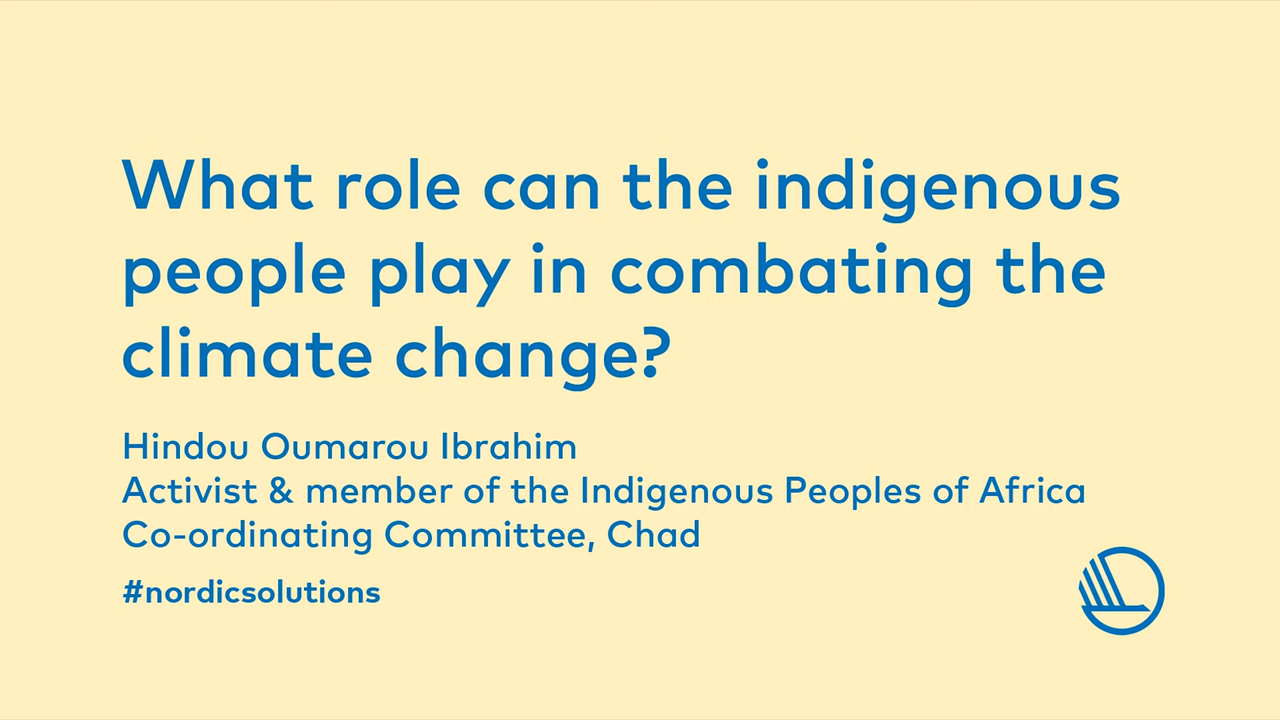 What role can the indigenous
people play in combating the
climate change?
Hindou Oumarou Ibrahim
Activist & member of the Indigenous Peoples of Africa
Co-ordinating Committee, Chad
#nordicsolutions